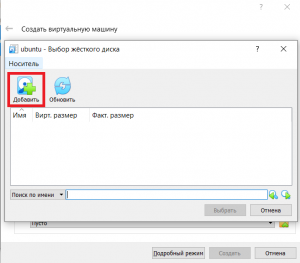 Создать виртуальную машину
ubuntu - Выбор жёсткого диска
Носитель
Добавить Обновить
Имя Вирт. размер Факт. размер
Поиск по имени
Выбрать Отмена
Пусто
Подробный режим Создать Отмена